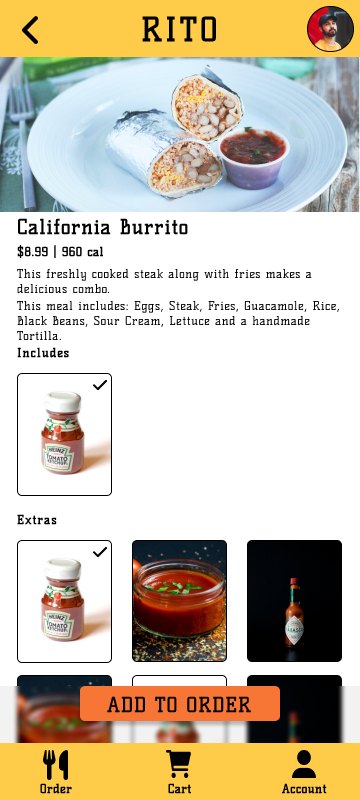 RITO
California Burrito
$8.99 | 960 cal
This freshly cooked steak along with fries makes a
delicious combo.
This meal includes: Eggs, Steak, Fries, Guacamole, Rice,
Black Beans, Sour Cream, Lettuce and a handmade
Tortilla.
Includes
HEINZ
TOMATO
KETCHUP
Extras
HEINZ
TOMATO
KETCHUP
TABASCO
ADD TO ORDER
Order Cart Account